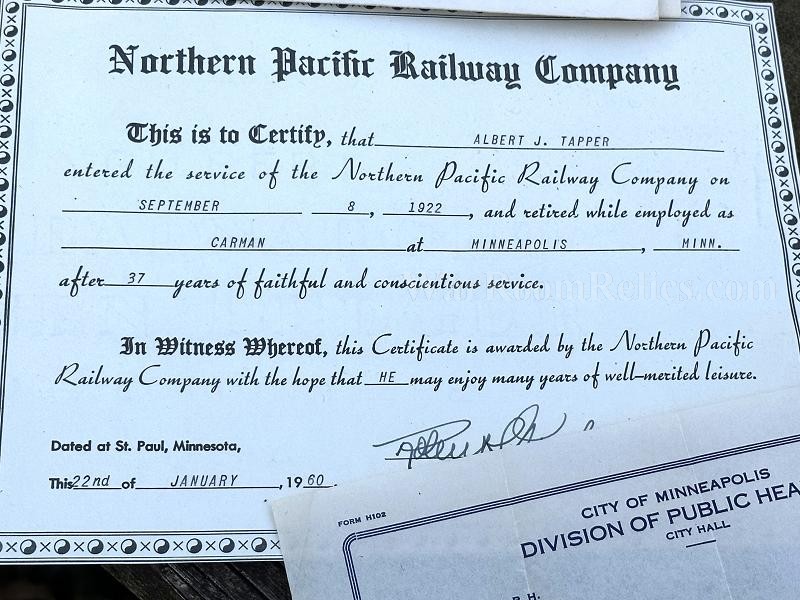 Northern Pacific Railway Company
This is to Certify, that ALBERT J. TAPPER
entered the service of the Northern Pacific Railway Company on
SEPTEMBER 8, 1922, and retired while employed as
CARMAN at MINNEAPOLIS, MINN.
after 37 years of faithful and conscientious service.
RoomRelics.com
In Witness Whereof, this Certificate is awarded by the Northern Pacific
Railway Company with the hope that HE may enjoy many years of well-merited leisure.
Dated at St. Paul, Minnesota,
This 22nd of JANUARY, 1960.
FORM H102
CITY OF MINNEAPOLIS
DIVISION OF PUBLIC HEA
CITY HALL